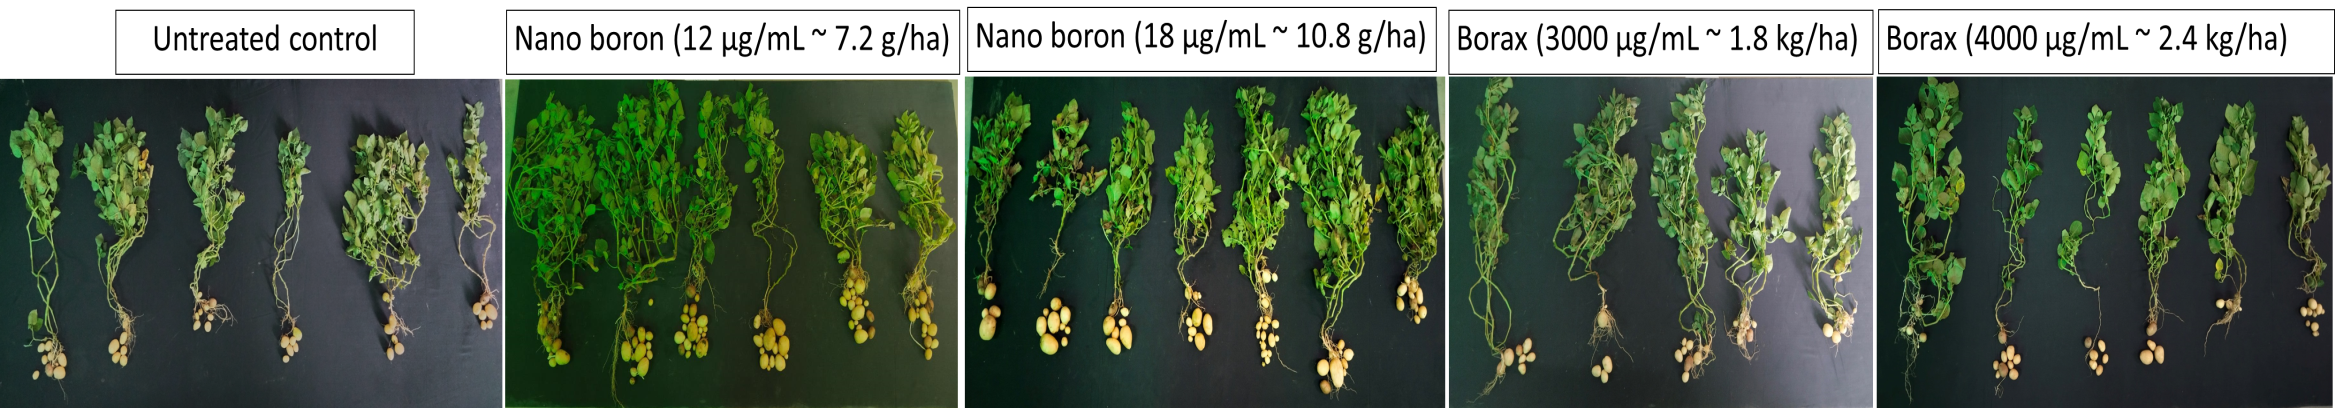 Untreated control
Nano boron (12 µg/mL ~ 7.2 g/ha)
Nano boron (18 µg/mL ~ 10.8 g/ha)
Borax (3000 µg/mL ~ 1.8 kg/ha)
Borax (4000 µg/mL ~ 2.4 kg/ha)